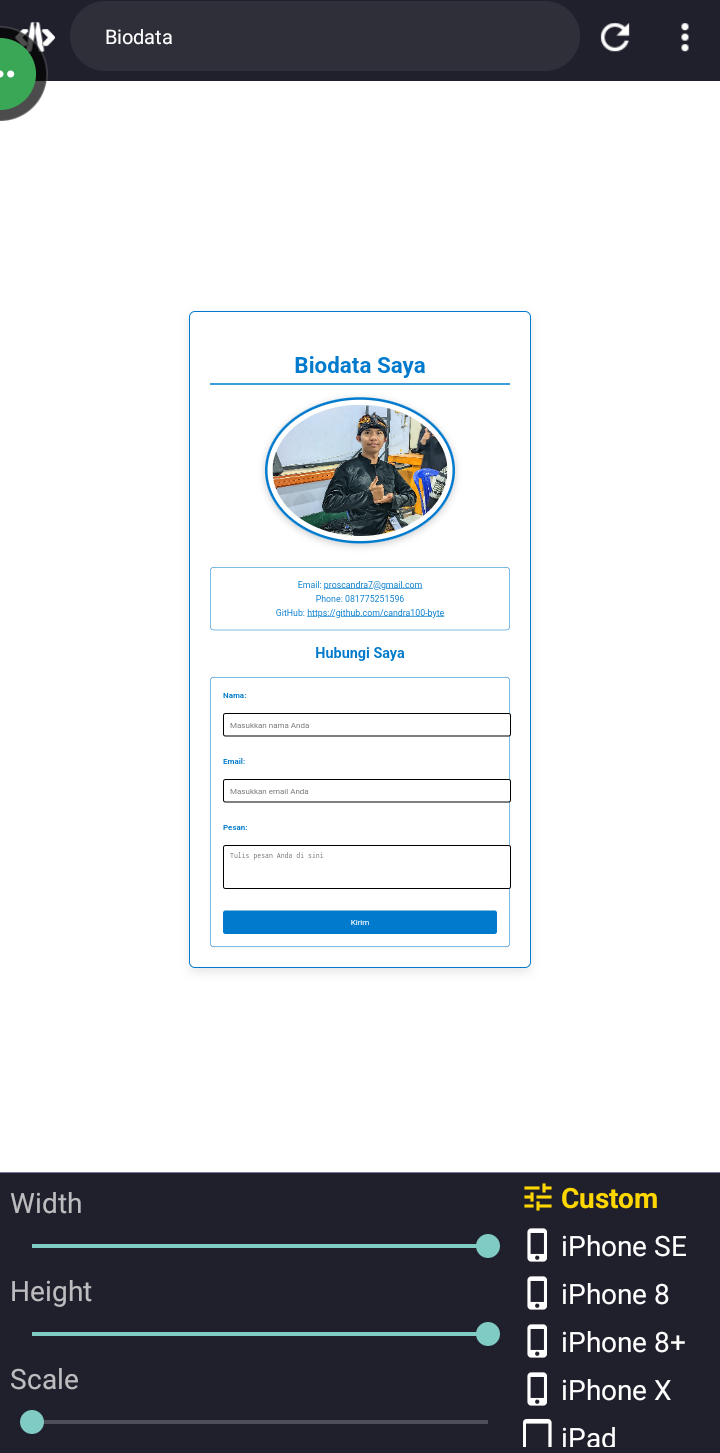 Biodata
Biodata Saya
Email: proscandra7@gmail.com
Phone: 081775251596
GitHub: https://github.com/candra100-byte
Hubungi Saya
Nama:
Masukkan nama Anda
Email:
Masukkan email Anda
Pesan:
Tulis pesan Anda di sini
Kirim
Width
Height
Scale
Custom
iPhone SE
iPhone 8
iPhone 8+
iPhone X
iPad